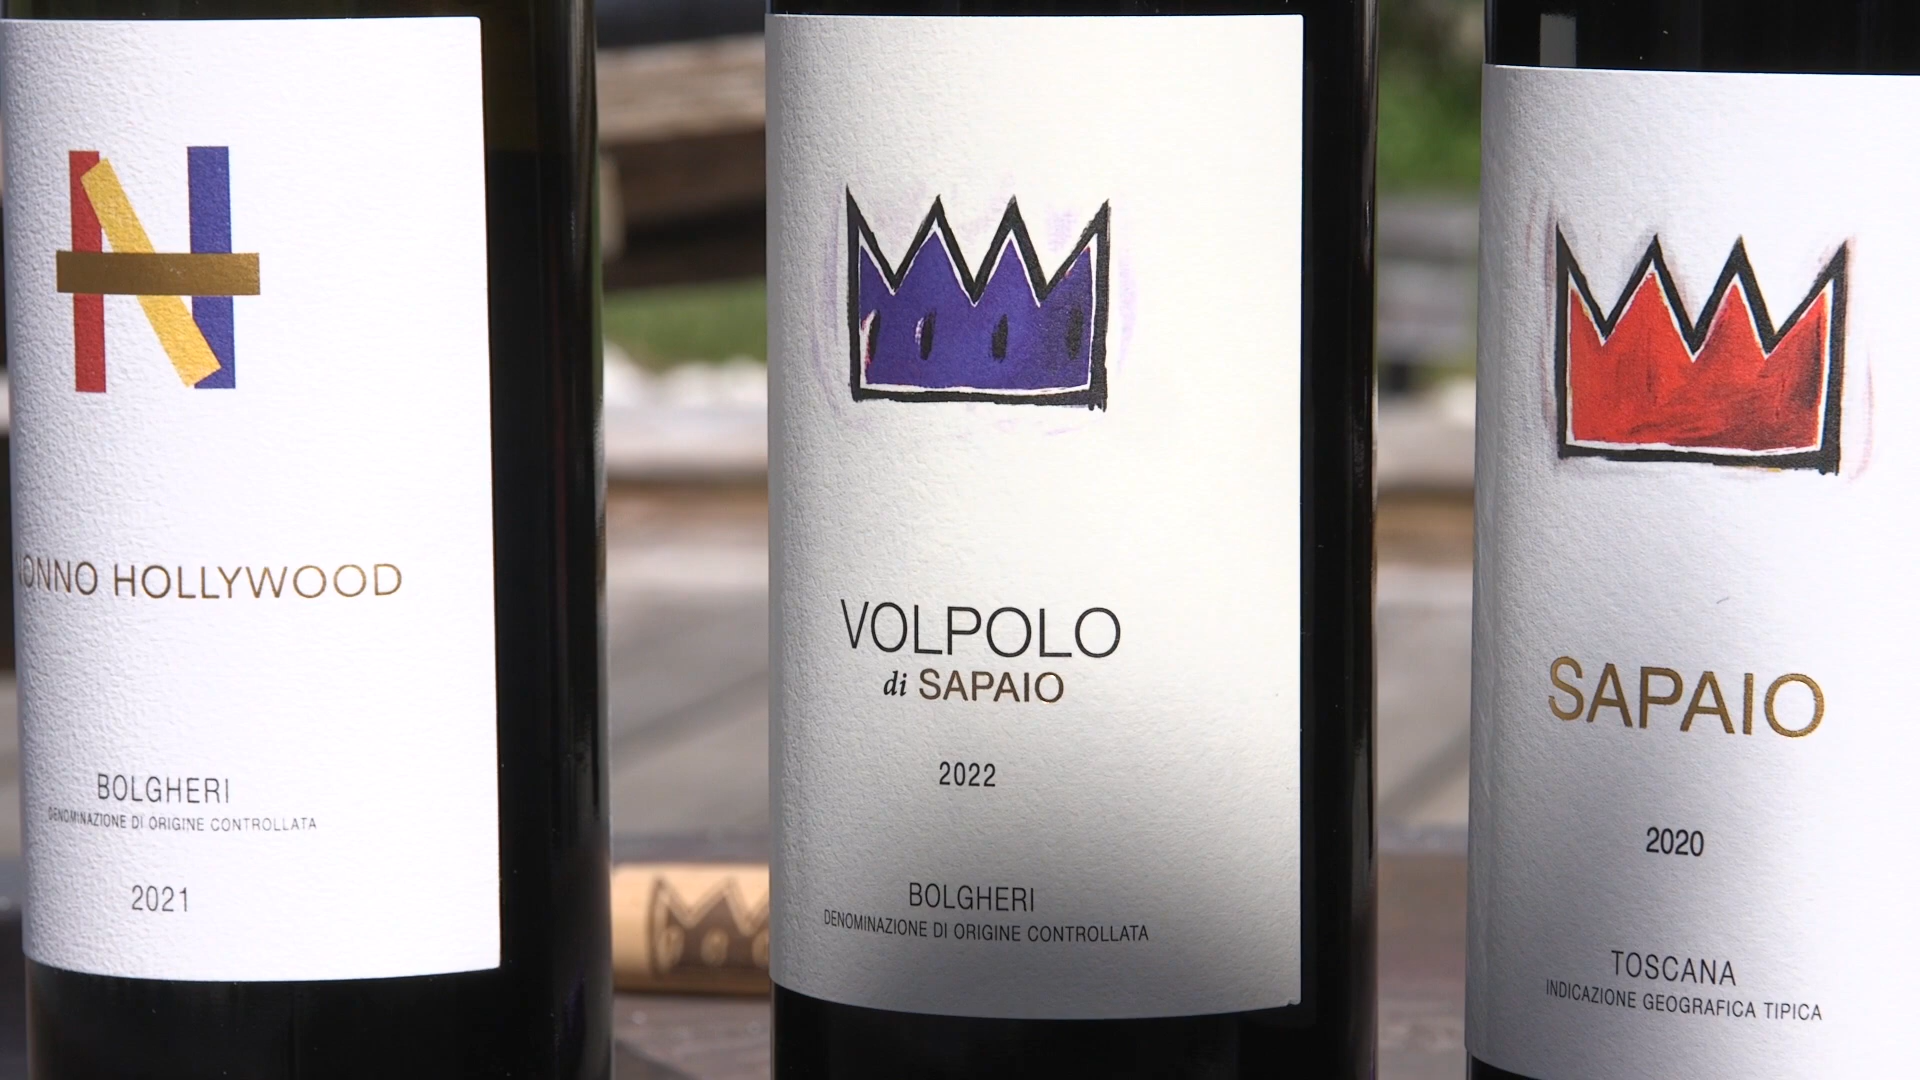 NONNO HOLLYWOOD
BOLGHERI
DENOMINAZIONE DI ORIGINE CONTROLLATA
2021
VOLPOLO
di SAPAIO
2022
BOLGHERI
DENOMINAZIONE DI ORIGINE CONTROLLATA
SAPAIO
2020
TOSCANA
INDICAZIONE GEOGRAFICA TIPICA